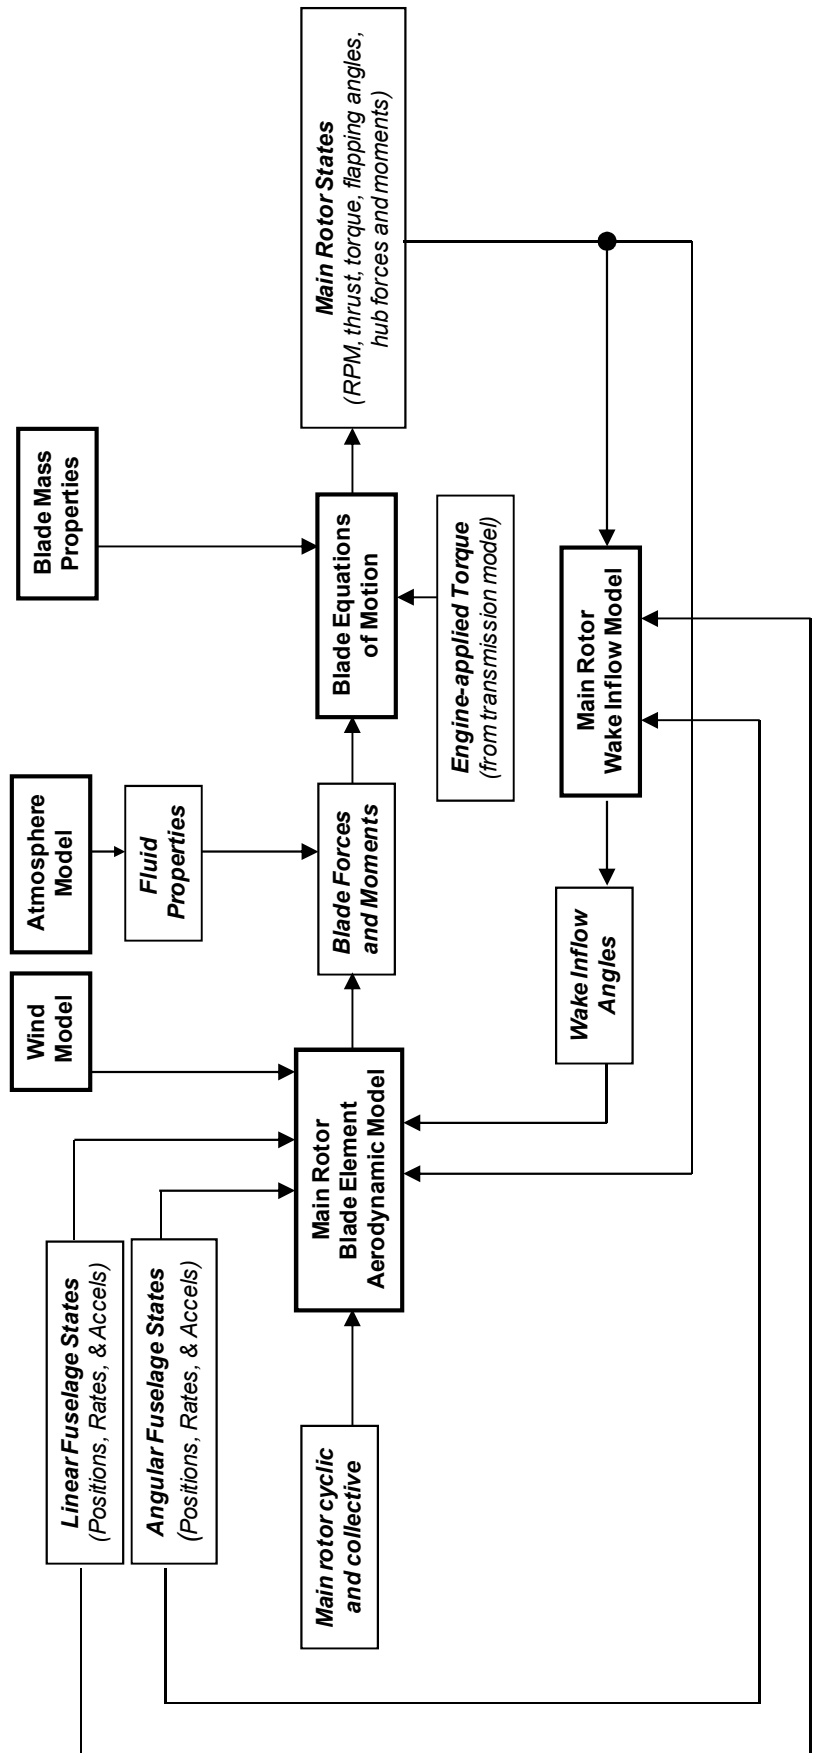 Linear Fuselage States
(Positions, Rates, & Accels)
Angular Fuselage States
(Positions, Rates, & Accels)
Wind
Model
Atmosphere
Model
Fluid
Properties
Blade Mass
Properties
Main rotor cyclic
and collective
Main Rotor
Blade Element
Aerodynamic Model
Blade Forces
and Moments
Blade Equations
of Motion
Main Rotor States
(RPM, thrust, torque, flapping angles,
hub forces and moments)
Engine-applied Torque
(from transmission model)
Wake Inflow
Angles
Main Rotor
Wake Inflow Model